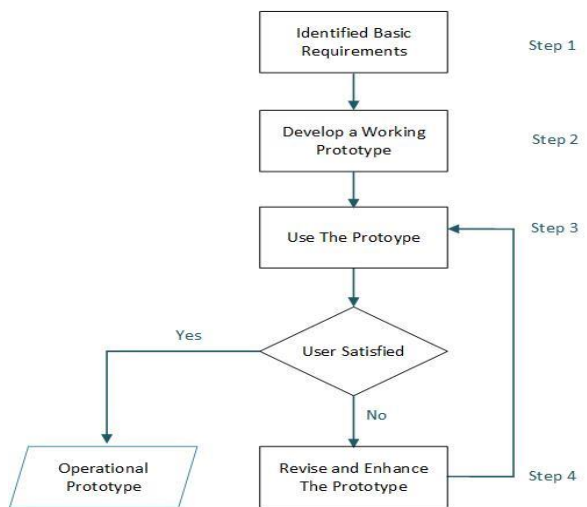 Identified Basic
Requirements
Step 1
Develop a Working
Prototype
Step 2
Use The Protoype
Step 3
User Satisfied
Yes
No
Operational
Prototype
Revise and Enhance
The Prototype
Step 4